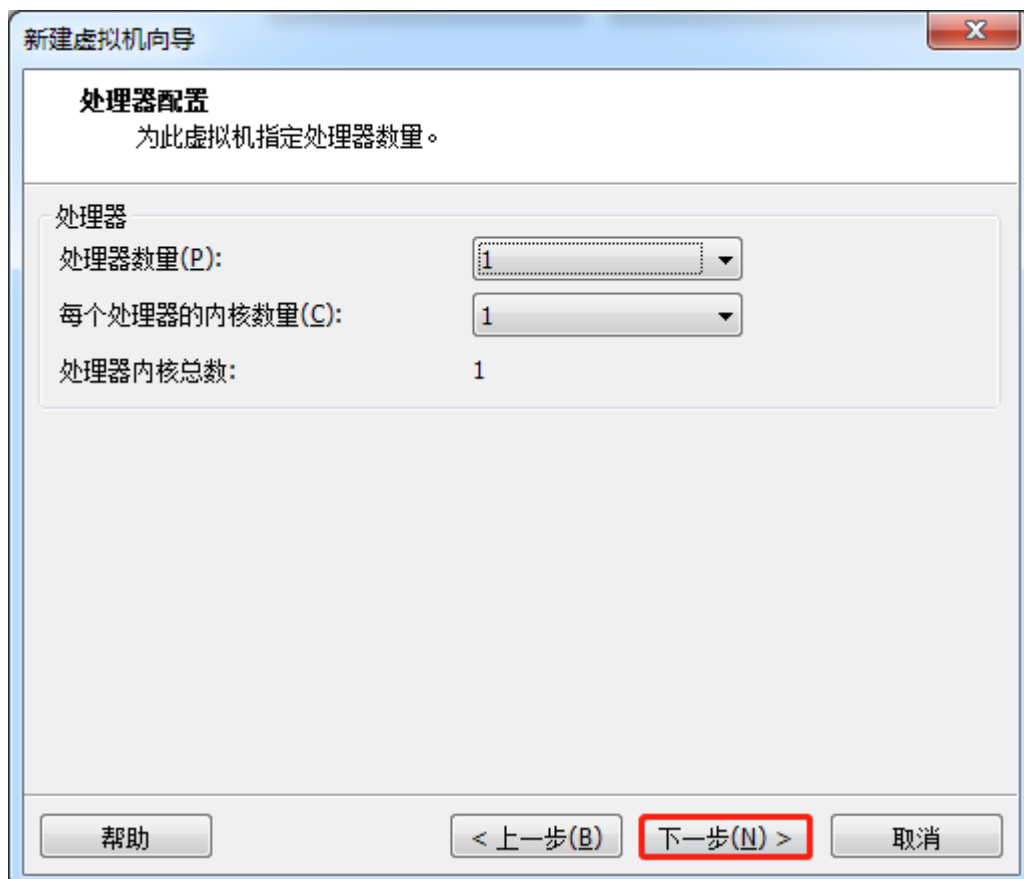 新建虚拟机向导
处理器配置
为此虚拟机指定处理器数量。
处理器
处理器数量(P): 1
每个处理器的内核数量(C): 1
处理器内核总数: 1
帮助 < 上一步(B) 下一步(N) > 取消